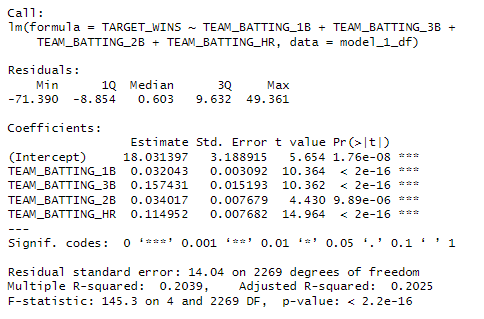 Call:
lm(formula = TARGET_WINS ~ TEAM_BATTING_1B + TEAM_BATTING_3B +
    TEAM_BATTING_2B + TEAM_BATTING_HR, data = model_1_df)

Residuals:
    Min      1Q  Median      3Q     Max
-71.390  -8.854   0.603   9.632  49.361

Coefficients:
                 Estimate Std. Error t value Pr(>|t|)
(Intercept)     18.031397   3.188915   5.654 1.76e-08 ***
TEAM_BATTING_1B  0.032043   0.003092  10.364  < 2e-16 ***
TEAM_BATTING_3B  0.157431   0.015193  10.362  < 2e-16 ***
TEAM_BATTING_2B  0.034017   0.007679   4.430 9.89e-06 ***
TEAM_BATTING_HR  0.114952   0.007682  14.964  < 2e-16 ***
---
Signif. codes:  0 ‘***’ 0.001 ‘**’ 0.01 ‘*’ 0.05 ‘.’ 0.1 ‘ ’ 1

Residual standard error: 14.04 on 2269 degrees of freedom
Multiple R-squared:  0.2039,    Adjusted R-squared:  0.2025
F-statistic: 145.3 on 4 and 2269 DF,  p-value: < 2.2e-16